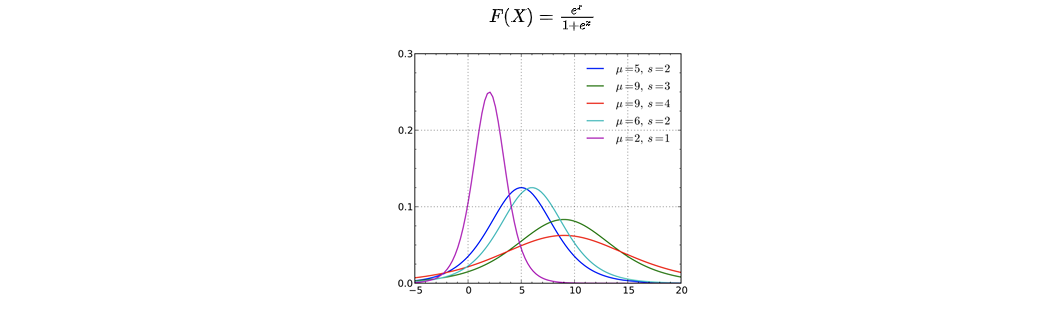 F(X) = e^x / 1+e^x
0.3
μ=5, s=2
μ=9, s=3
μ=9, s=4
μ=6, s=2
μ=2, s=1
0.2
0.1
0.0
−5 0 5 10 15 20